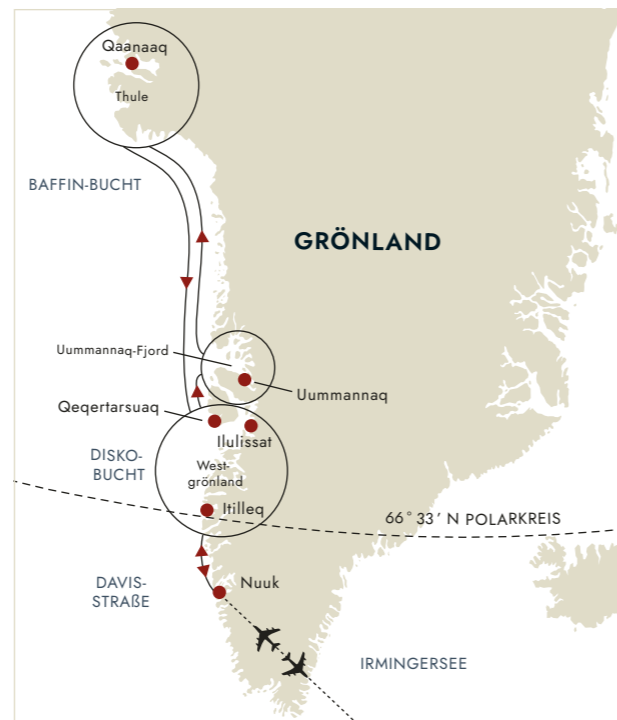 Qaanaaq
Thule
BAFFIN-BUCHT
GRÖNLAND
Uummannaq-Fjord
Uummannaq
Qeqertarsuaq
Ilulissat
DISKO-
BUCHT
West-
grönland
Itilleq
66° 33′ N POLARKREIS
DAVIS-
STRAßE
Nuuk
IRMINGERSEE